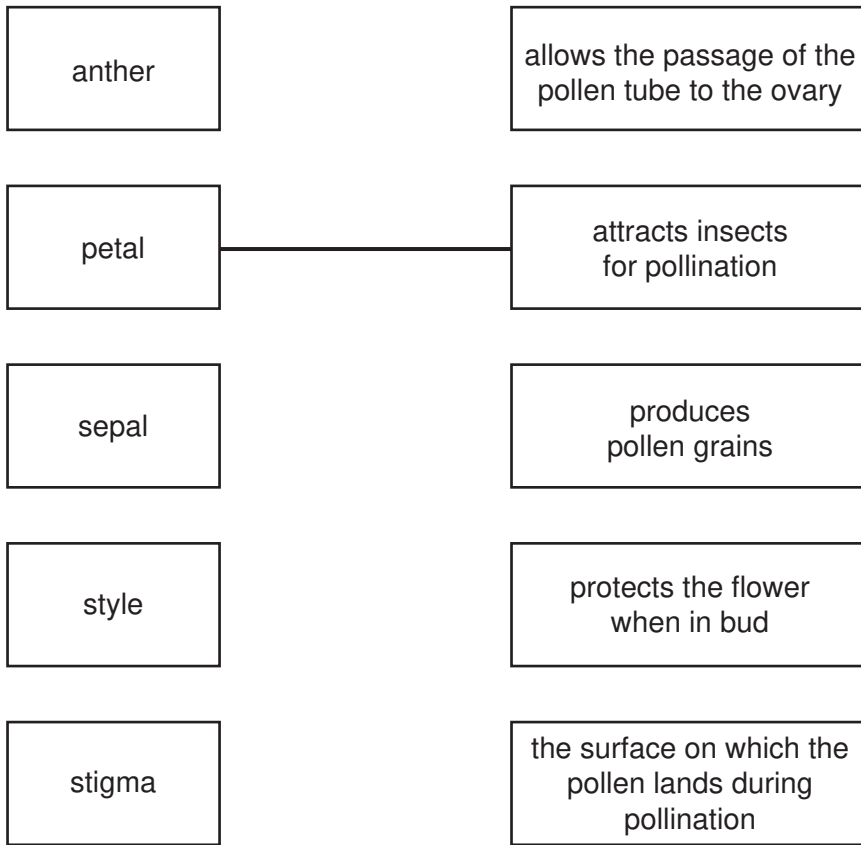 anther
allows the passage of the
pollen tube to the ovary
petal
attracts insects
for pollination
sepal
produces
pollen grains
style
protects the flower
when in bud
stigma
the surface on which the
pollen lands during
pollination